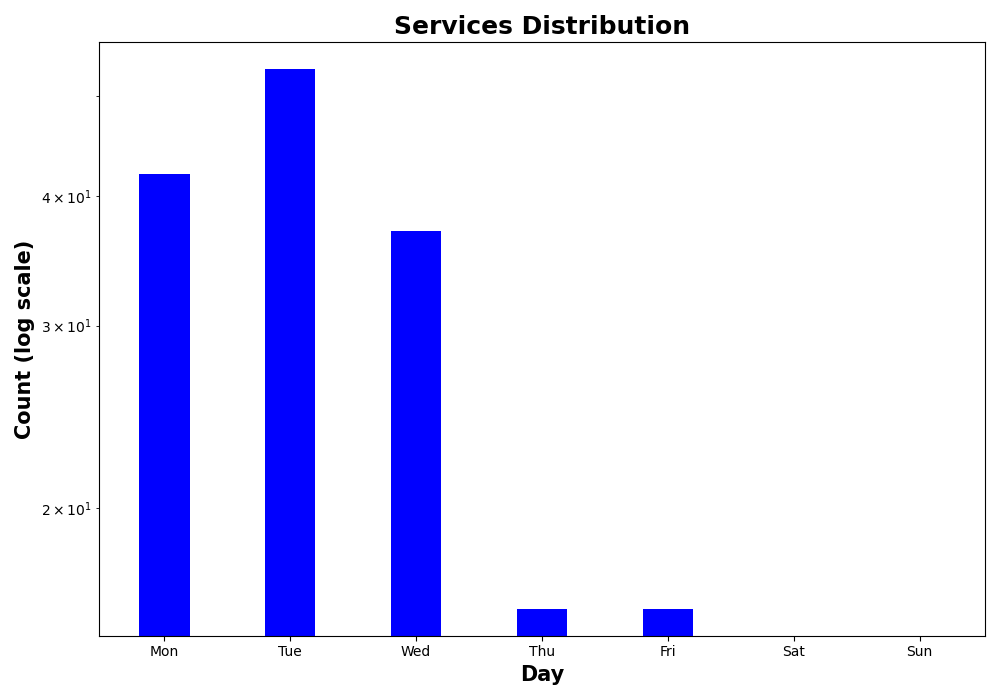 Services Distribution
Count (log scale)
4 × 10¹
3 × 10¹
2 × 10¹
Mon Tue Wed Thu Fri Sat Sun
Day